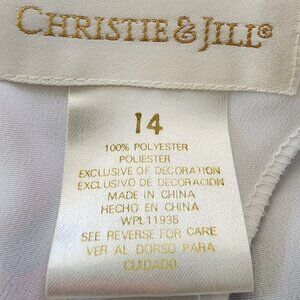 CHRISTIE & JILL®
14
100% POLYESTER
POLIESTER
EXCLUSIVE OF DECORATION
EXCLUSIVO DE DECORACION
MADE IN CHINA
HECHO EN CHINA
WPL11935
SEE REVERSE FOR CARE
VER AL DORSO PARA
CUIDADO